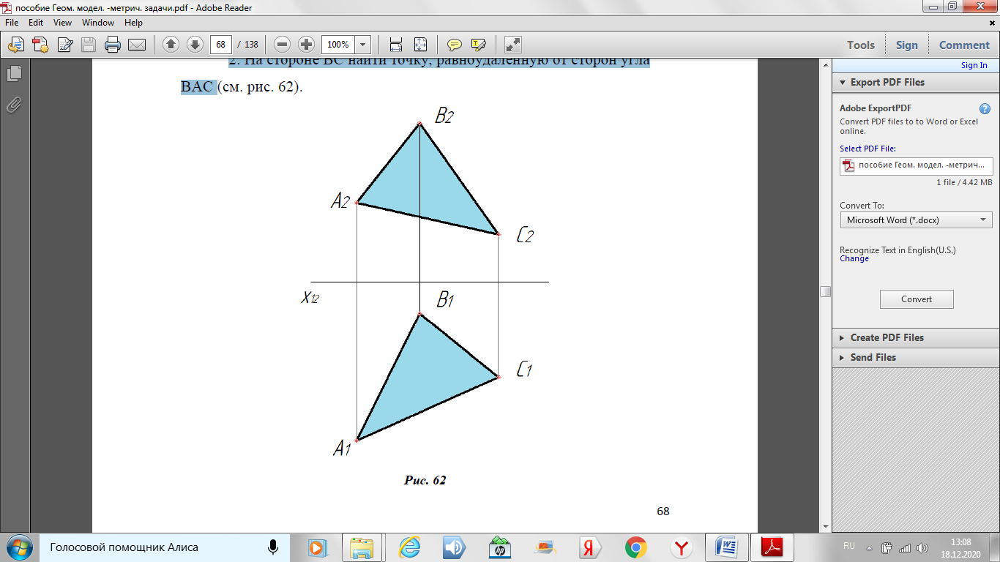 пособие Геом. модел. -метрич. задачи.pdf - Adobe Reader
File Edit View Window Help
68 / 138 100% Tools Sign Comment
Sign In
Export PDF Files
Adobe ExportPDF
Convert PDF files to to Word or Excel
online.
Select PDF File:
пособие Геом. модел. -метрич...
1 file / 4.42 MB
Convert To:
Microsoft Word (*.docx)
Recognize Text in English(U.S.)
Change
Convert
Create PDF Files
Send Files
2. На стороне ВС найти точку, равноудаленную от сторон угла
ВАС (см. рис. 62).
B2
A2
C2
X12
B1
C1
A1
Рис. 62
68
Голосовой помощник Алиса
RU
13:08
18.12.2020